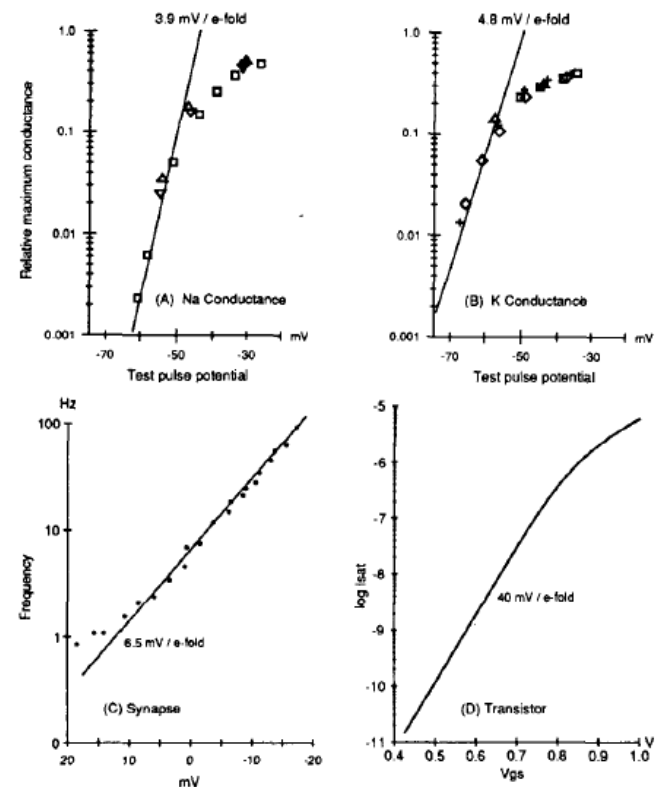 3.9 mV / e-fold
1.0
0.1
0.01
0.001
Relative maximum conductance
(A) Na Conductance
-70
-50
-30
mV
Test pulse potential
4.8 mV / e-fold
1.0
0.1
0.01
0.001
(B) K Conductance
-70
-50
-30
mV
Test pulse potential
Hz
100
10
1
0
Frequency
6.5 mV / e-fold
(C) Synapse
20
10
0
-10
-20
mV
-5
-6
-7
-8
-9
-10
-11
log Isat
40 mV / e-fold
(D) Transistor
0.4
0.5
0.6
0.7
0.8
0.9
1.0
V
Vgs